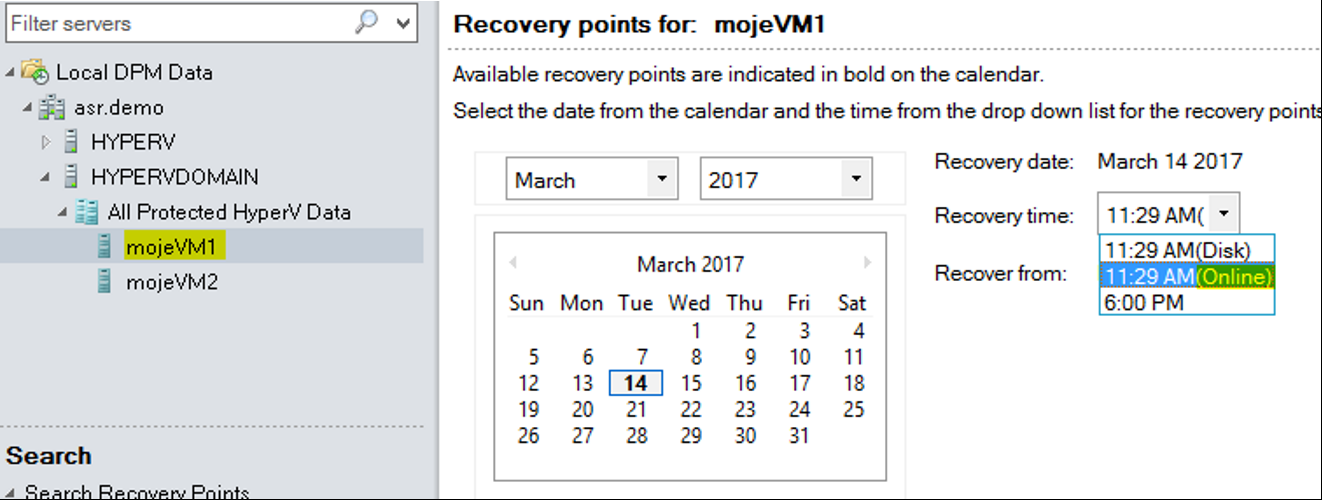 Filter servers
Local DPM Data
asr.demo
HYPERV
HYPERVDOMAIN
All Protected HyperV Data
mojeVM1
mojeVM2
Search
Search Recovery Points
Recovery points for: mojeVM1
Available recovery points are indicated in bold on the calendar.
Select the date from the calendar and the time from the drop down list for the recovery points
March 2017
March 2017
Sun Mon Tue Wed Thu Fri Sat
1 2 3 4
5 6 7 8 9 10 11
12 13 14 15 16 17 18
19 20 21 22 23 24 25
26 27 28 29 30 31
Recovery date: March 14 2017
Recovery time: 11:29 AM(
11:29 AM(Disk)
Recover from: 11:29 AM(Online)
6:00 PM